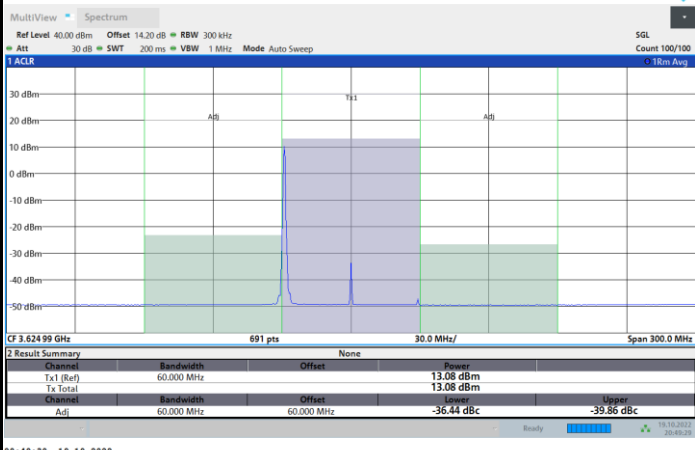 MultiView Spectrum
Ref Level 40.00 dBm Offset 14.20 dB RBW 300 kHz SGL
Att 30 dB SWT 200 ms VBW 1 MHz Mode Auto Sweep Count 100/100
1 ACLR 1Rm Avg
30 dBm
Tx1
20 dBm
Adj Adj
10 dBm
0 dBm
-10 dBm
-20 dBm
-30 dBm
-40 dBm
-50 dBm
CF 3.624 99 GHz 691 pts 30.0 MHz/ Span 300.0 MHz
2 Result Summary None
Channel Bandwidth Offset Power
Tx1 (Ref) 60.000 MHz 13.08 dBm
Tx Total 13.08 dBm
Channel Bandwidth Offset Lower Upper
Adj 60.000 MHz 60.000 MHz -36.44 dBc -39.86 dBc
Ready 19.10.2022
20:49:20